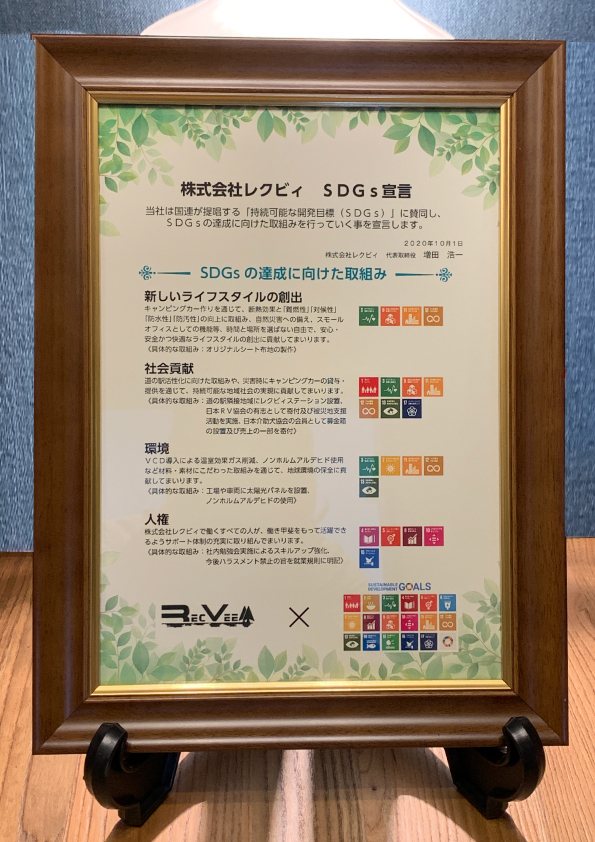 株式会社レクビィ　SDGs宣言
当社は国連が提唱する「持続可能な開発目標（SDGs）」に賛同し、
SDGsの達成に向けた取組みを行っていく事を宣言します。
2020年10月1日
株式会社レクビィ　代表取締役　増田　浩一
SDGs の達成に向けた取組み
新しいライフスタイルの創出
キャンピングカー作りを通じて、断熱効果と「難燃性」「対候性」
「防水性」「防汚性」の向上に取組み、自然災害への備え、スモール
オフィスとしての機能等、時間と場所を選ばない自由で、安心・
安全かつ快適なライフスタイルの創出に貢献してまいります。
（具体的な取組み：オリジナルシート布地の製作）
社会貢献
道の駅活性化に向けた取組みや、災害時にキャンピングカーの貸与・
提供を通じて、持続可能な地域社会の実現に貢献してまいります。
（具体的な取組み：道の駅隣接地域にレクビィステーション設置、
日本RV協会の有志として寄付及び被災地支援
活動を実施、日本介助犬協会の会員として募金箱
の設置及び売上の一部を寄付）
環境
VCD導入による温室効果ガス削減、ノンホルムアルデヒド使用
など材料・素材にこだわった取組みを通じて、地球環境の保全に貢
献してまいります。
（具体的な取組み：工場や車両に太陽光パネルを設置、
ノンホルムアルデヒドの使用）
人権
株式会社レクビィで働くすべての人が、働き甲斐をもって活躍でき
るようサポート体制の充実に取り組んでまいります。
（具体的な取組み：社内勉強会実施によるスキルアップ強化、
今後ハラスメント禁止の旨を就業規則に明記）
RECVEE
×
SUSTAINABLE
DEVELOPMENT GOALS